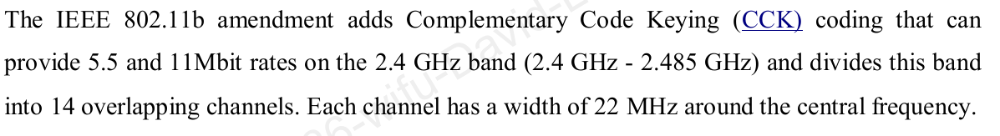 The IEEE 802.11b amendment adds Complementary Code Keying (CCK) coding that can
provide 5.5 and 11Mbit rates on the 2.4 GHz band (2.4 GHz - 2.485 GHz) and divides this band
into 14 overlapping channels. Each channel has a width of 22 MHz around the central frequency.